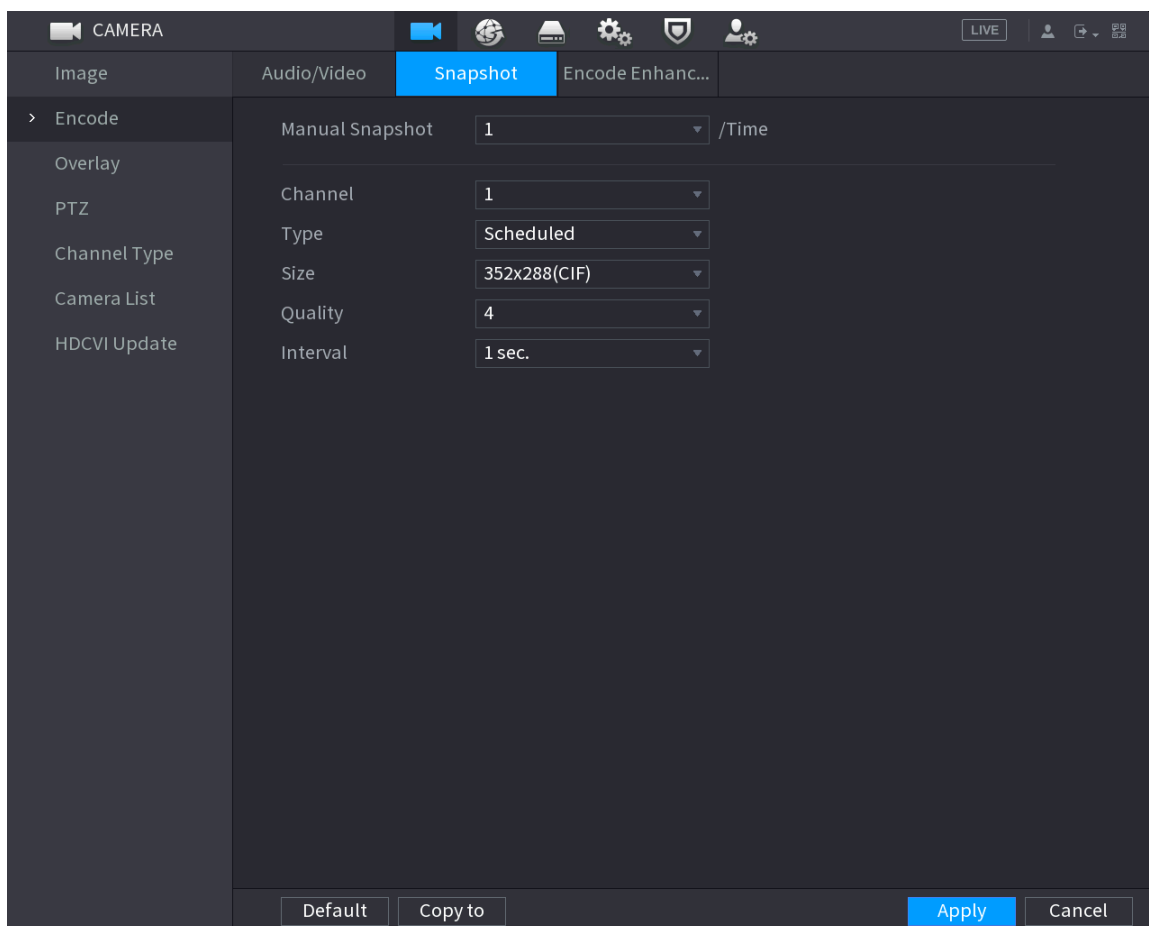 CAMERA
LIVE
Image
Audio/Video
Snapshot
Encode Enhanc...
Encode
Manual Snapshot 1 /Time
Overlay
PTZ
Channel Type
Camera List
HDCVI Update
Channel 1
Type Scheduled
Size 352x288(CIF)
Quality 4
Interval 1 sec.
Default
Copy to
Apply
Cancel